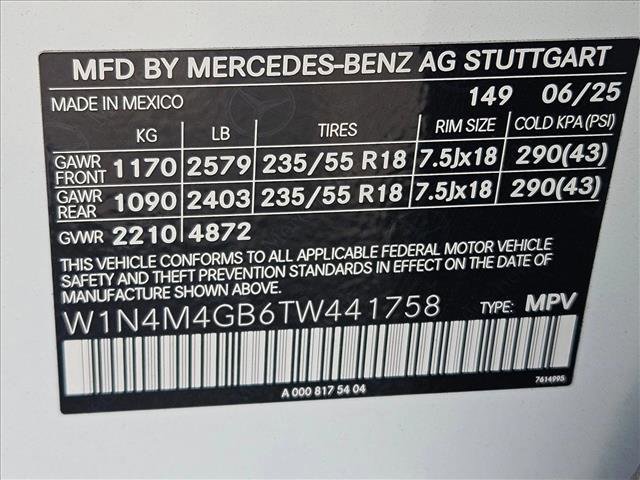 MFD BY MERCEDES-BENZ AG STUTTGART
MADE IN MEXICO 149 06/25
KG LB TIRES RIM SIZE COLD KPA(PSI)
GAWR FRONT 1170 2579 235/55 R18 7.5Jx18 290(43)
GAWR REAR 1090 2403 235/55 R18 7.5Jx18 290(43)
GVWR 2210 4872
THIS VEHICLE CONFORMS TO ALL APPLICABLE FEDERAL MOTOR VEHICLE
SAFETY AND THEFT PREVENTION STANDARDS IN EFFECT ON THE DATE OF
MANUFACTURE SHOWN ABOVE.
W1N4M4GB6TW441758 TYPE: MPV
A 000 817 54 04 7614995